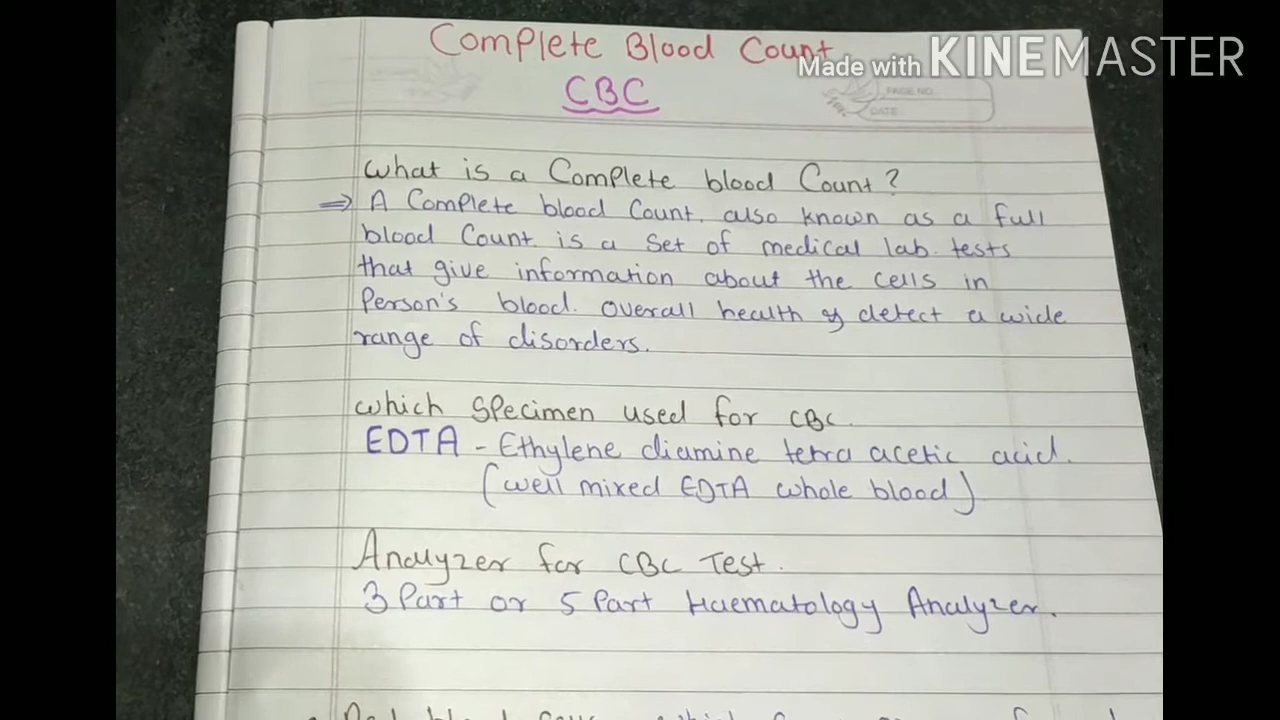 Complete Blood Count
Made with KINEMASTER
CBC
PAGE NO.
DATE
What is a Complete blood Count?
⇒ A Complete blood Count, also known as a full
blood Count is a set of medical lab. tests
that give information about the cells in
Person's blood. overall health & detect a wide
range of disorders.
which specimen used for CBC.
EDTA - Ethylene diamine tetra acetic acid.
(well mixed EDTA whole blood)
Analyzer for CBC Test.
3 Part or 5 Part Haematology Analyzer.